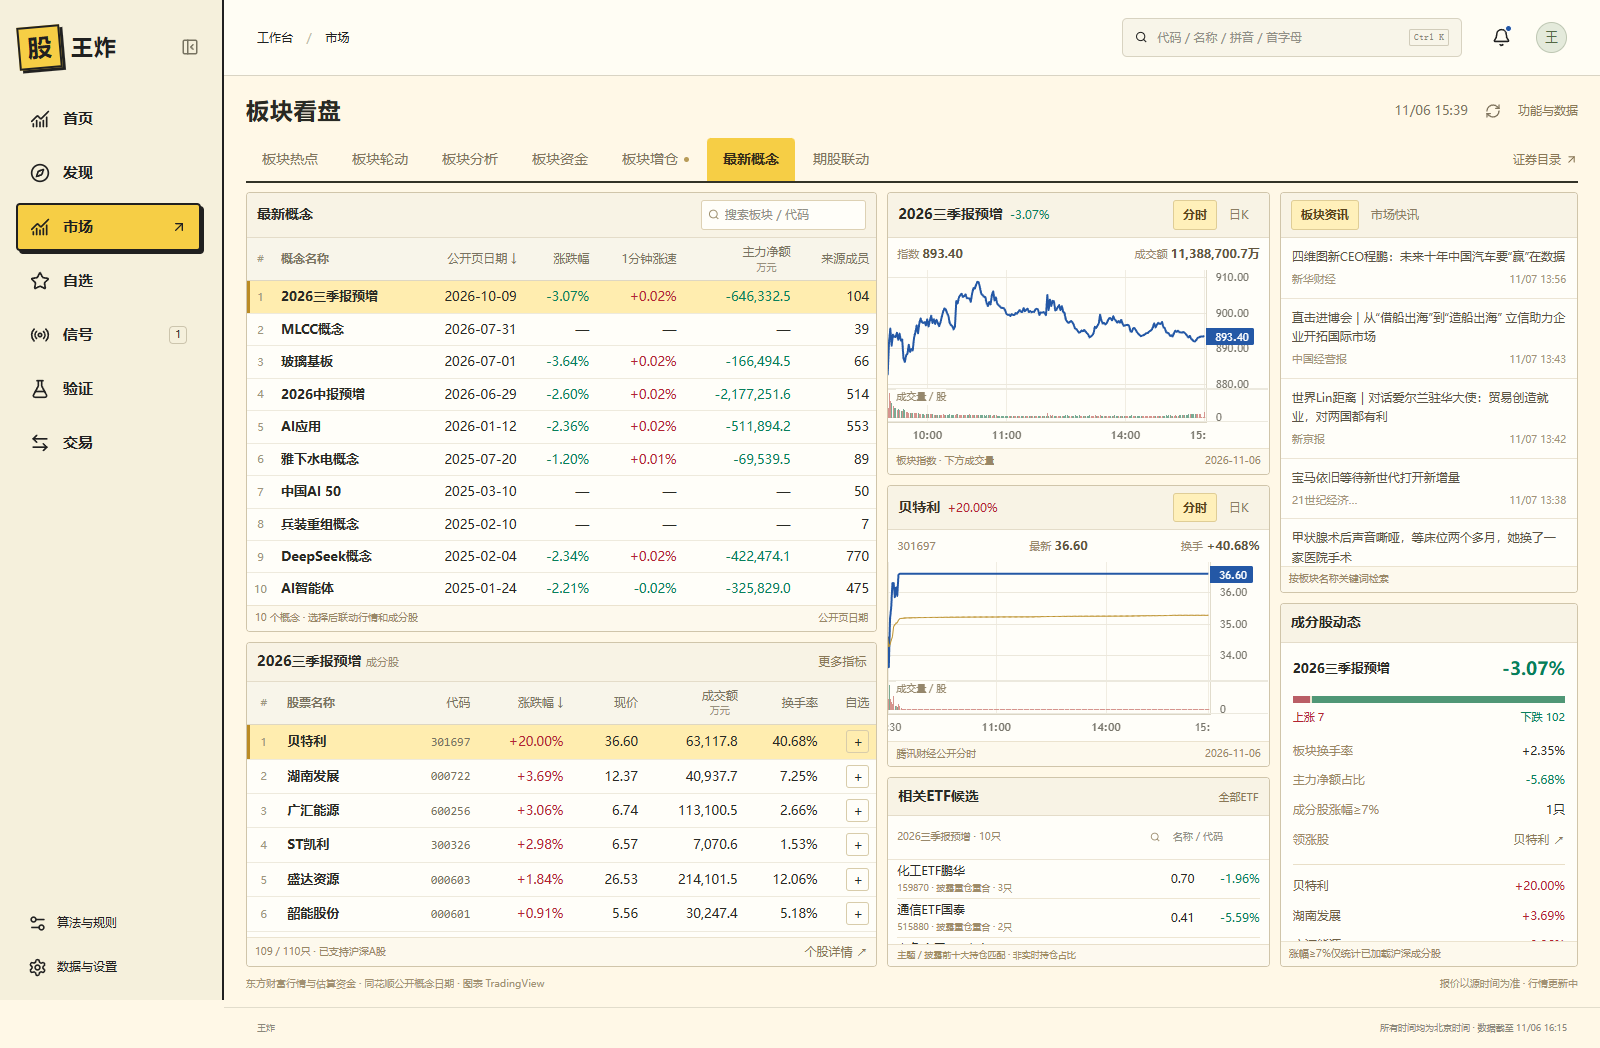 股 王炸
首页
发现
市场
自选
信号 1
验证
交易
算法与规则
数据与设置
工作台 / 市场
代码 / 名称 / 拼音 / 首字母 Ctrl K
王
板块看盘
11/06 15:39 功能与数据
板块热点 板块轮动 板块分析 板块资金 板块增仓 最新概念 期股联动
证券目录
最新概念
搜索板块 / 代码
# 概念名称 公开页日期↓ 涨跌幅 1分钟涨速 主力净额 来源成员
万元
1 2026三季报预增 2026-10-09 -3.07% +0.02% -646,332.5 104
2 MLCC概念 2026-07-31 — — — 39
3 玻璃基板 2026-07-01 -3.64% +0.02% -166,494.5 66
4 2026中报预增 2026-06-29 -2.60% +0.02% -2,177,251.6 514
5 AI应用 2026-01-12 -2.36% +0.02% -511,894.2 553
6 雅下水电概念 2025-07-20 -1.20% +0.01% -69,539.5 89
7 中国AI 50 2025-03-10 — — — 50
8 兵装重组概念 2025-02-10 — — — 7
9 DeepSeek概念 2025-02-04 -2.34% +0.02% -422,474.1 770
10 AI智能体 2025-01-24 -2.21% -0.02% -325,829.0 475
10 个概念 · 选择后联动行情和成分股 公开页日期
2026三季报预增 成分股 更多指标
# 股票名称 代码 涨跌幅↓ 现价 成交额 换手率 自选
万元
1 贝特利 301697 +20.00% 36.60 63,117.8 40.68% +
2 湖南发展 000722 +3.69% 12.37 40,937.7 7.25% +
3 广汇能源 600256 +3.06% 6.74 113,100.5 2.66% +
4 ST凯利 300326 +2.98% 6.57 7,070.6 1.53% +
5 盛达资源 000603 +1.84% 26.53 214,101.5 12.06% +
6 韶能股份 000601 +0.91% 5.56 30,247.4 5.18% +
109 / 110只 · 已支持沪深A股 个股详情 ↗
2026三季报预增 -3.07% 分时 日K
指数 893.40 成交额 11,388,700.7万
910.00
900.00
893.40
890.00
880.00
成交量 / 股
0
10:00 11:00 14:00 15:
板块指数 · 下方成交量 2026-11-06
贝特利 +20.00% 分时 日K
301697 最新 36.60 换手 +40.68%
36.60
36.00
35.00
34.00
成交量 / 股
0
:30 11:00 14:00 15:
腾讯财经公开分时 2026-11-06
相关ETF候选 全部ETF
2026三季报预增 · 10只 名称 / 代码
化工ETF鹏华 0.70 -1.96%
159870 · 披露重仓重合 · 3只
通信ETF国泰 0.41 -5.59%
515880 · 披露重仓重合 · 2只
主题 / 披露前十大持仓匹配 · 非实时持仓占比
板块资讯 市场快讯
四维图新CEO程鹏：未来十年中国汽车要“赢”在数据
新华财经 11/07 13:56
直击进博会 | 从“借船出海”到“造船出海” 立信助力企
业开拓国际市场
中国经营报 11/07 13:43
世界Lin距离 | 对话爱尔兰驻华大使：贸易创造就
业，对两国都有利
新京报 11/07 13:42
宝马依旧等待新世代打开新增量
21世纪经济... 11/07 13:38
甲状腺术后声音嘶哑，等床位两个多月，她换了一
家医院手术
按板块名称关键词检索
成分股动态
2026三季报预增 -3.07%
上涨 7 下跌 102
板块换手率 +2.35%
主力净额占比 -5.68%
成分股涨幅≥7% 1只
领涨股 贝特利 ↗
贝特利 +20.00%
湖南发展 +3.69%
涨幅≥7%仅统计已加载沪深成分股
东方财富行情与估算资金 · 同花顺公开概念日期 · 图表 TradingView 报价以源时间为准 · 行情更新中
王炸 所有时间均为北京时间 · 数据截至 11/06 16:15